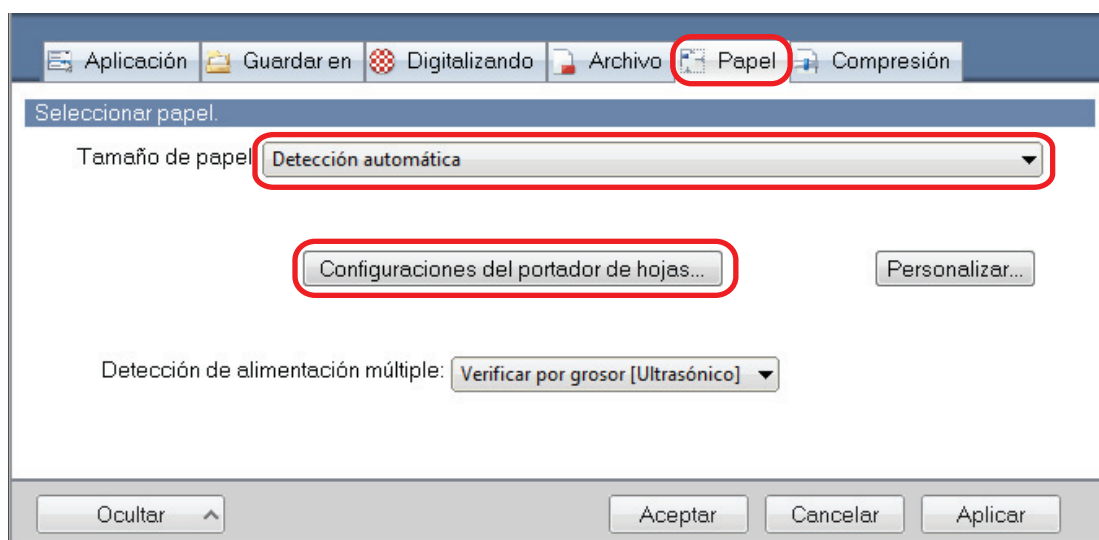 Aplicación Guardar en Digitalizando Archivo Papel Compresión
Seleccionar papel.
Tamaño de papel Detección automática
Configuraciones del portador de hojas... Personalizar...
Detección de alimentación múltiple: Verificar por grosor [Ultrasónico]
Ocultar Aceptar Cancelar Aplicar